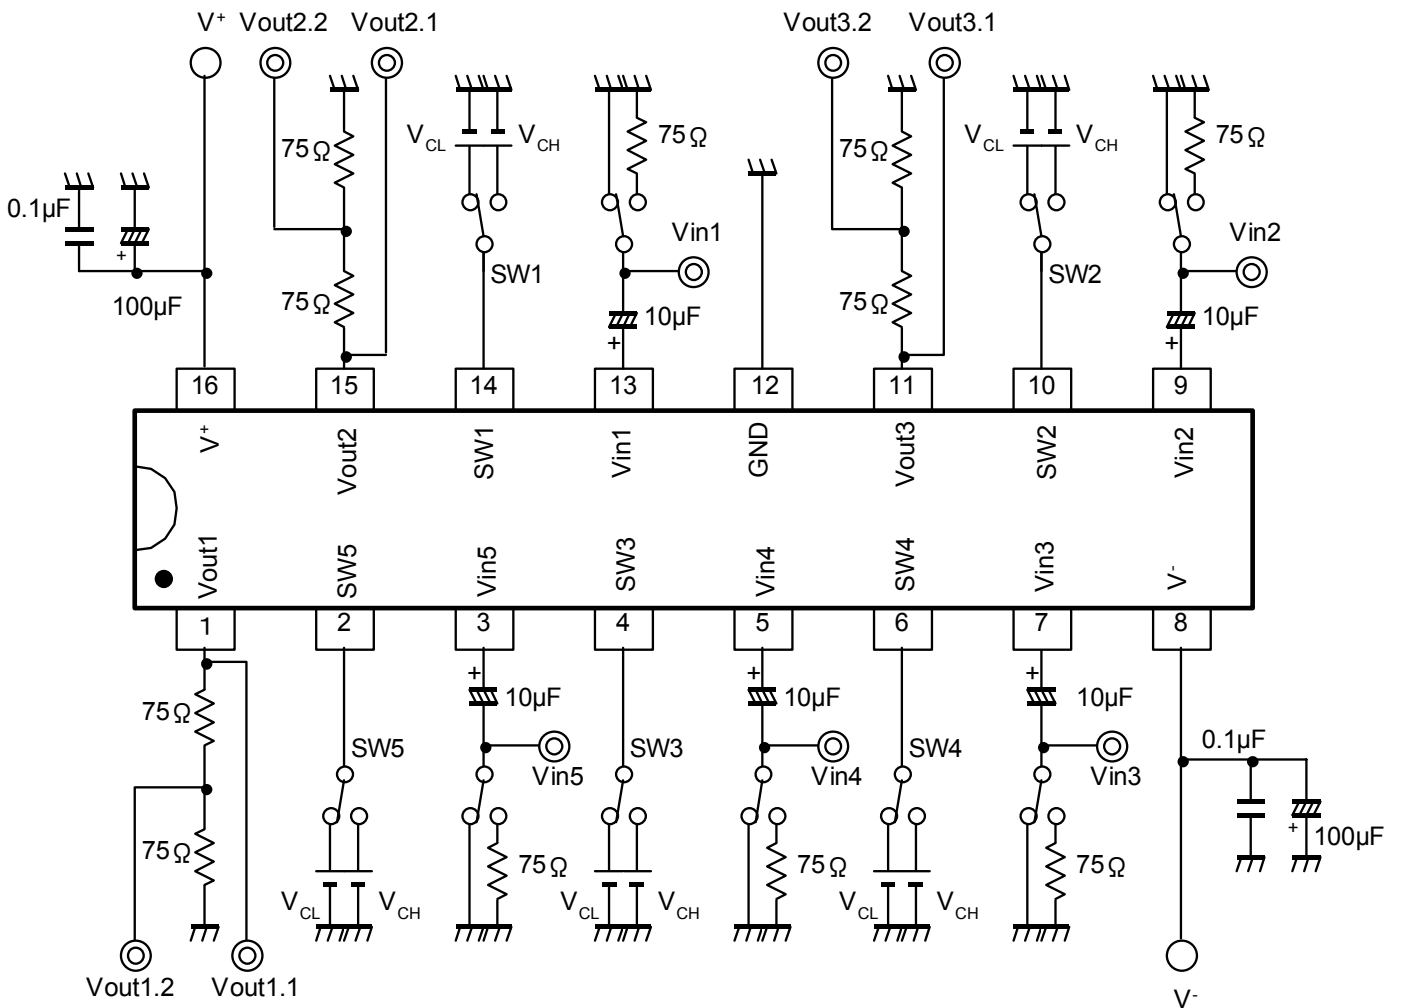 V+ Vout2.2 Vout2.1 Vout3.2 Vout3.1
75Ω VCL VCH 75Ω 75Ω VCL VCH 75Ω
0.1µF
Vin1 Vin2
SW1 SW2
100µF 75Ω 10µF 75Ω 10µF
+ + +
16 15 14 13 12 11 10 9
V+ Vout2 SW1 Vin1 GND Vout3 SW2 Vin2
Vout1 SW5 Vin5 SW3 Vin4 SW4 Vin3 V-
1 2 3 4 5 6 7 8
+ + +
75Ω 10µF 10µF 10µF
SW5 SW3 SW4 0.1µF
Vin5 Vin4 Vin3
+ 100µF
75Ω 75Ω 75Ω 75Ω
VCL VCH VCL VCH VCL VCH
Vout1.2 Vout1.1 V-